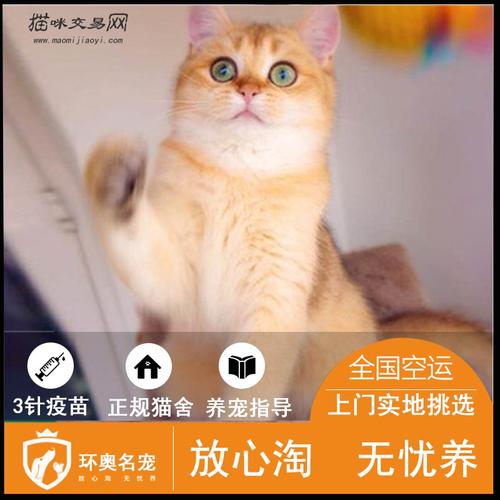 猫咪交易网
www.maomijiaoyi.com
3针疫苗
正规猫舍
养宠指导
全国空运
上门实地挑选
环奥名宠
放心淘 无忧养
放心淘 无忧养